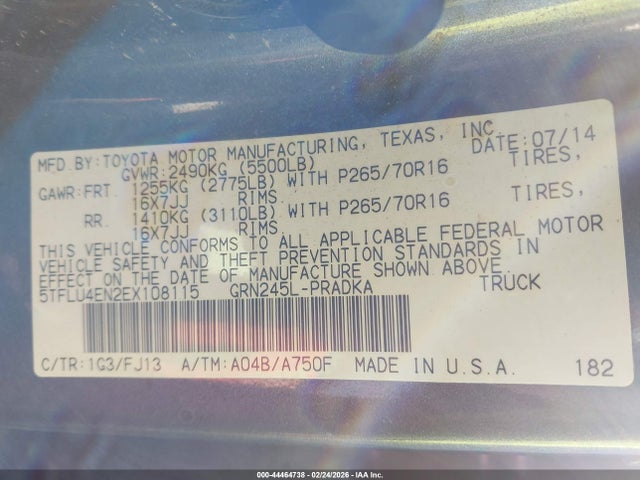 MFD.BY:TOYOTA MOTOR MANUFACTURING, TEXAS, INC. DATE:07/14
GVWR:2490KG (5500LB)
GAWR:FRT. 1255KG (2775LB) WITH P265/70R16 TIRES,
16X7JJ RIMS.
RR. 1410KG (3110LB) WITH P265/70R16 TIRES,
16X7JJ RIMS.
THIS VEHICLE CONFORMS TO ALL APPLICABLE FEDERAL MOTOR
VEHICLE SAFETY AND THEFT PREVENTION STANDARDS IN
EFFECT ON THE DATE OF MANUFACTURE SHOWN ABOVE.
5TFLU4EN2EX108115 GRN245L-PRADKA TRUCK
C/TR:1G3/FJ13 A/TM:A04B/A750F MADE IN U.S.A. 182
000-44464738 - 02/24/2026 - IAA Inc.